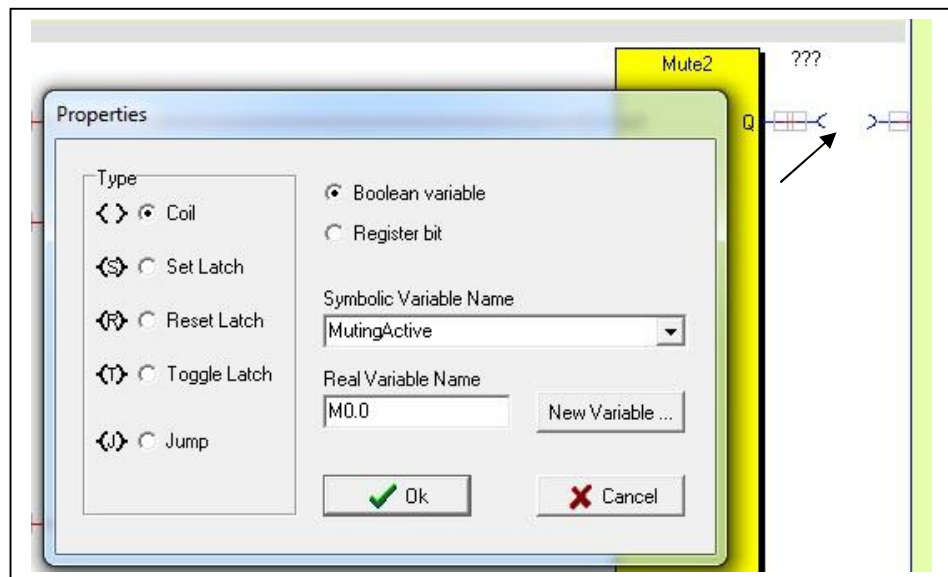 Mute2
???
Q
Properties
Type
Coil
(S) Set Latch
(R) Reset Latch
(T) Toggle Latch
(J) Jump
Boolean variable
Register bit
Symbolic Variable Name
MutingActive
Real Variable Name
M0.0
New Variable ...
Ok
Cancel